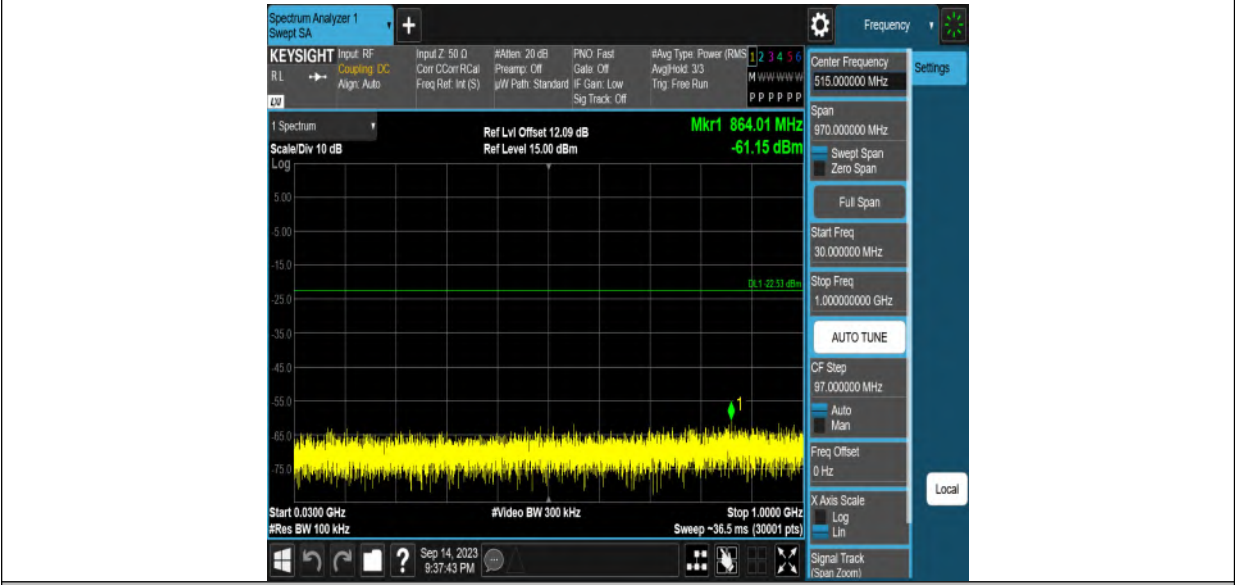 Spectrum Analyzer 1
Swept SA
+
Frequency
KEYSIGHT
RL
LXI
Input: RF
Coupling: DC
Align: Auto
Input Z: 50 Ω
Corr CCorr RCal
Freq Ref: Int (S)
#Atten: 20 dB
Preamp: Off
µW Path: Standard
PNO: Fast
Gate: Off
IF Gain: Low
Sig Track: Off
#Avg Type: Power (RMS
Avg|Hold: 3/3
Trig: Free Run
1 2 3 4 5 6
M W W W W W
P P P P P P
1 Spectrum
Scale/Div 10 dB
Log
Ref Lvl Offset 12.09 dB
Ref Level 15.00 dBm
Mkr1 864.01 MHz
-61.15 dBm
5.00
-5.00
-15.0
DL1 -22.53 dBm
-25.0
-35.0
-45.0
-55.0
1
-65.0
-75.0
Start 0.0300 GHz
#Res BW 100 kHz
#Video BW 300 kHz
Stop 1.0000 GHz
Sweep ~36.5 ms (30001 pts)
?
Sep 14, 2023
9:37:43 PM
Center Frequency
515.000000 MHz
Settings
Span
970.000000 MHz
Swept Span
Zero Span
Full Span
Start Freq
30.000000 MHz
Stop Freq
1.000000000 GHz
AUTO TUNE
CF Step
97.000000 MHz
Auto
Man
Freq Offset
0 Hz
X Axis Scale
Log
Lin
Signal Track
(Span Zoom)
Local